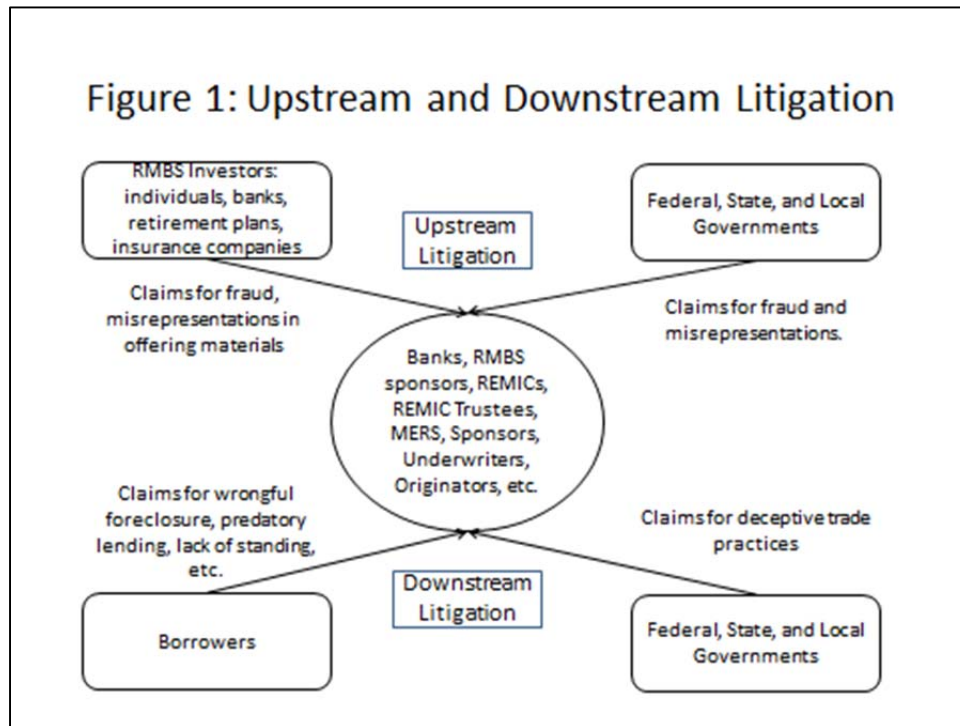 Figure 1: Upstream and Downstream Litigation
RMBS Investors:
individuals, banks,
retirement plans,
insurance companies
Upstream
Litigation
Federal, State, and Local
Governments
Claims for fraud,
misrepresentations in
offering materials
Claims for fraud and
misrepresentations.
Banks, RMBS
sponsors, REMICs,
REMIC Trustees,
MERS, Sponsors,
Underwriters,
Originators, etc.
Claims for wrongful
foreclosure, predatory
lending, lack of standing,
etc.
Claims for deceptive trade
practices
Downstream
Litigation
Borrowers
Federal, State, and Local
Governments